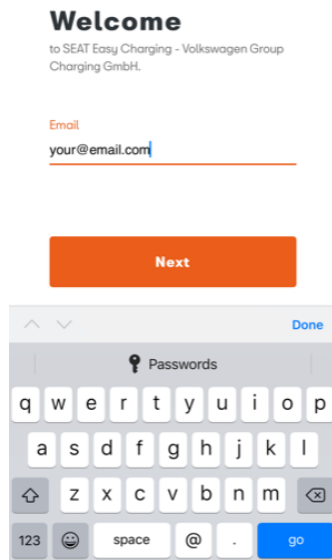 Welcome
to SEAT Easy Charging - Volkswagen Group
Charging GmbH.
Email
your@email.com
Next
Done
Passwords
q w e r t y u i o p
a s d f g h j k l
z x c v b n m
123 space @ . go